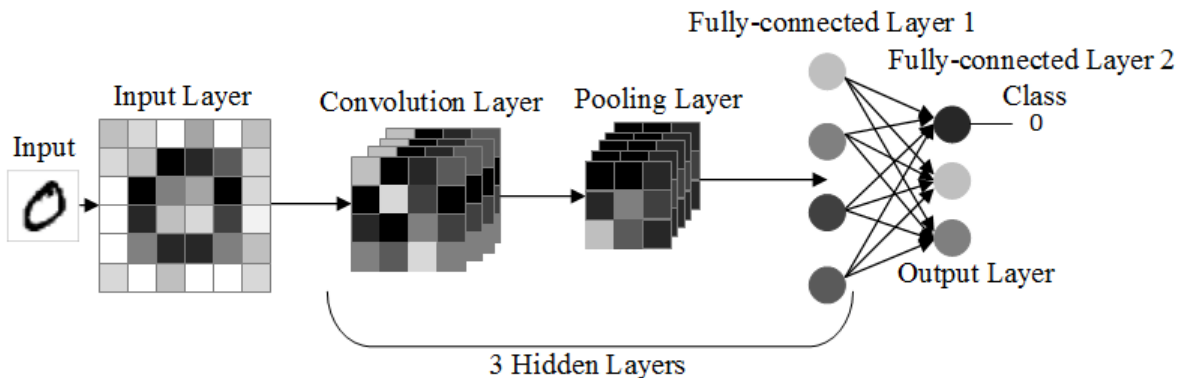 Fully-connected Layer 1
Fully-connected Layer 2
Input Layer
Convolution Layer
Pooling Layer
Class
0
Input
Output Layer
3 Hidden Layers